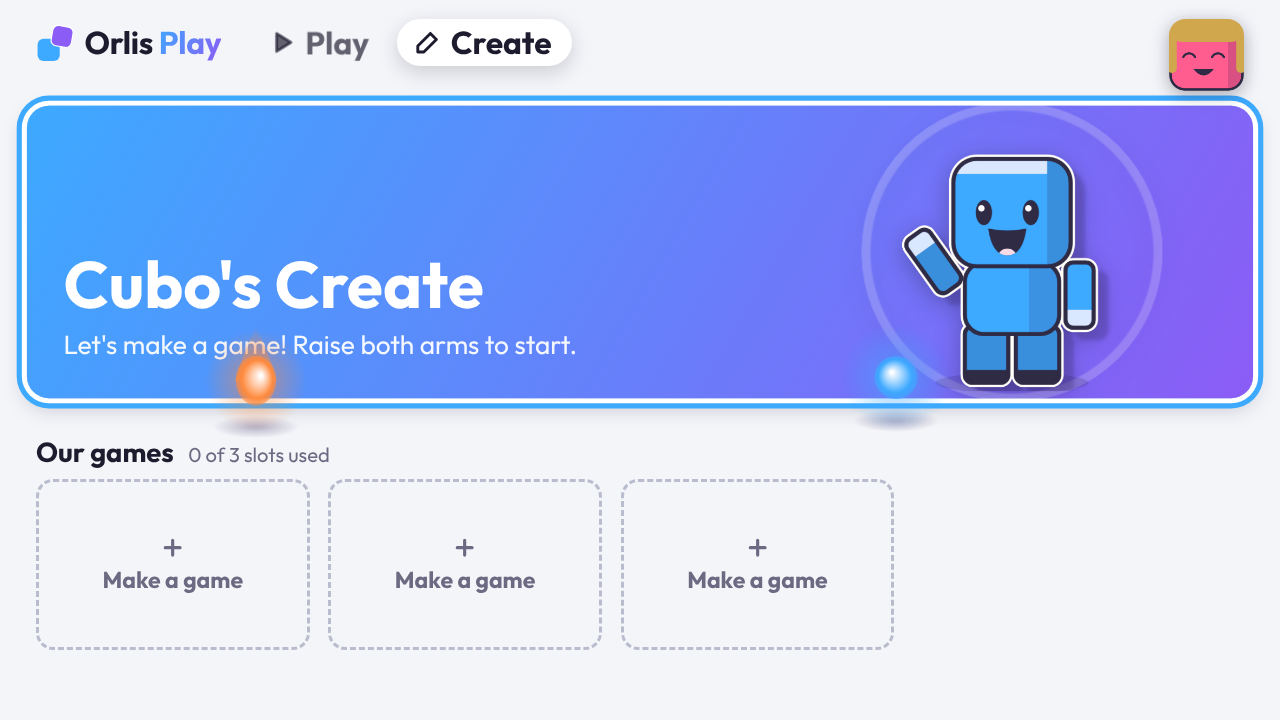 Orlis Play
Play
Create
Cubo's Create
Let's make a game! Raise both arms to start.
Our games
0 of 3 slots used
Make a game
Make a game
Make a game